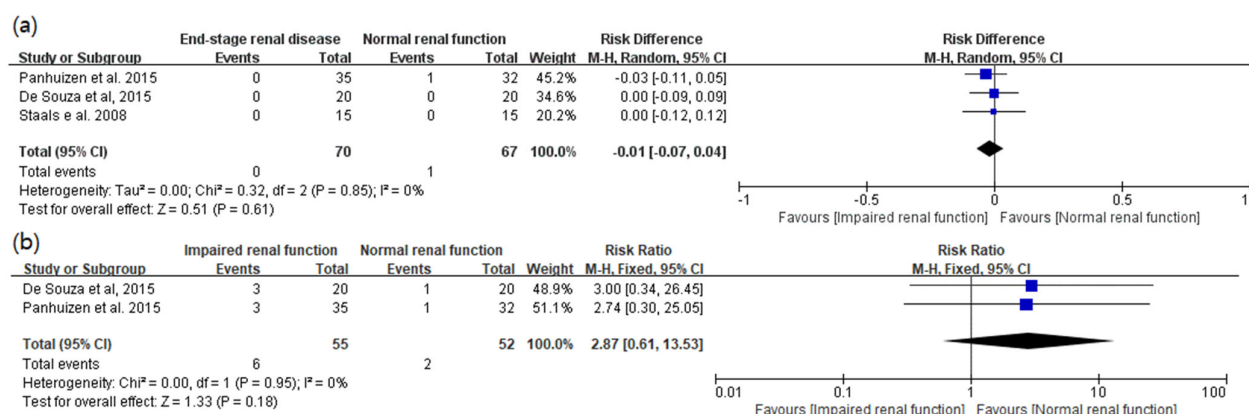 (a)
End-stage renal disease Normal renal function Risk Difference Risk Difference
Study or Subgroup Events Total Events Total Weight M-H, Random, 95% CI M-H, Random, 95% CI
Panhuizen et al. 2015 0 35 1 32 45.2% -0.03 [-0.11, 0.05]
De Souza et al, 2015 0 20 0 20 34.6% 0.00 [-0.09, 0.09]
Staals e al. 2008 0 15 0 15 20.2% 0.00 [-0.12, 0.12]
Total (95% CI) 70 67 100.0% -0.01 [-0.07, 0.04]
Total events 0 1
Heterogeneity: Tau² = 0.00; Chi² = 0.32, df = 2 (P = 0.85); I² = 0%
Test for overall effect: Z = 0.51 (P = 0.61)
-1 -0.5 0 0.5 1
Favours [Impaired renal function] Favours [Normal renal function]
(b)
Impaired renal function Normal renal function Risk Ratio Risk Ratio
Study or Subgroup Events Total Events Total Weight M-H, Fixed, 95% CI M-H, Fixed, 95% CI
De Souza et al, 2015 3 20 1 20 48.9% 3.00 [0.34, 26.45]
Panhuizen et al. 2015 3 35 1 32 51.1% 2.74 [0.30, 25.05]
Total (95% CI) 55 52 100.0% 2.87 [0.61, 13.53]
Total events 6 2
Heterogeneity: Chi² = 0.00, df = 1 (P = 0.95); I² = 0%
Test for overall effect: Z = 1.33 (P = 0.18)
0.01 0.1 1 10 100
Favours [Impaired renal function] Favours [Normal renal function]